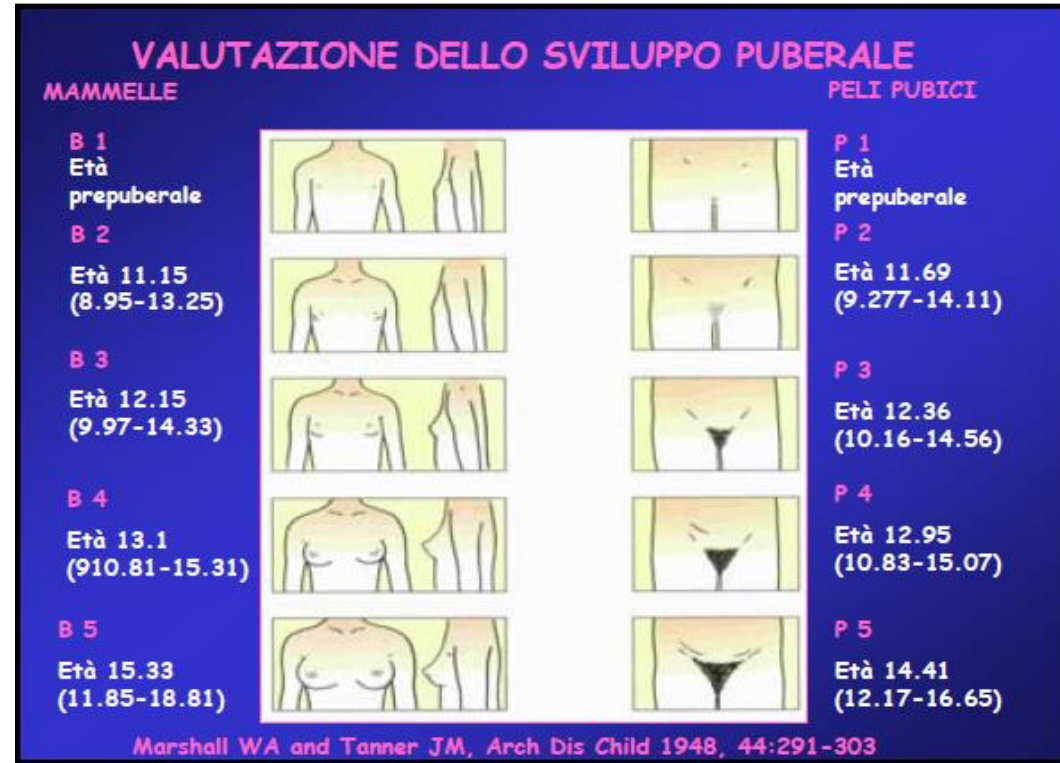 VALUTAZIONE DELLO SVILUPPO PUBERALE
MAMMELLE
B 1
Età
prepuberale
B 2
Età 11.15
(8.95-13.25)
B 3
Età 12.15
(9.97-14.33)
B 4
Età 13.1
(910.81-15.31)
B 5
Età 15.33
(11.85-18.81)
PELI PUBICI
P 1
Età
prepuberale
P 2
Età 11.69
(9.277-14.11)
P 3
Età 12.36
(10.16-14.56)
P 4
Età 12.95
(10.83-15.07)
P 5
Età 14.41
(12.17-16.65)
Marshall WA and Tanner JM, Arch Dis Child 1948, 44:291-303